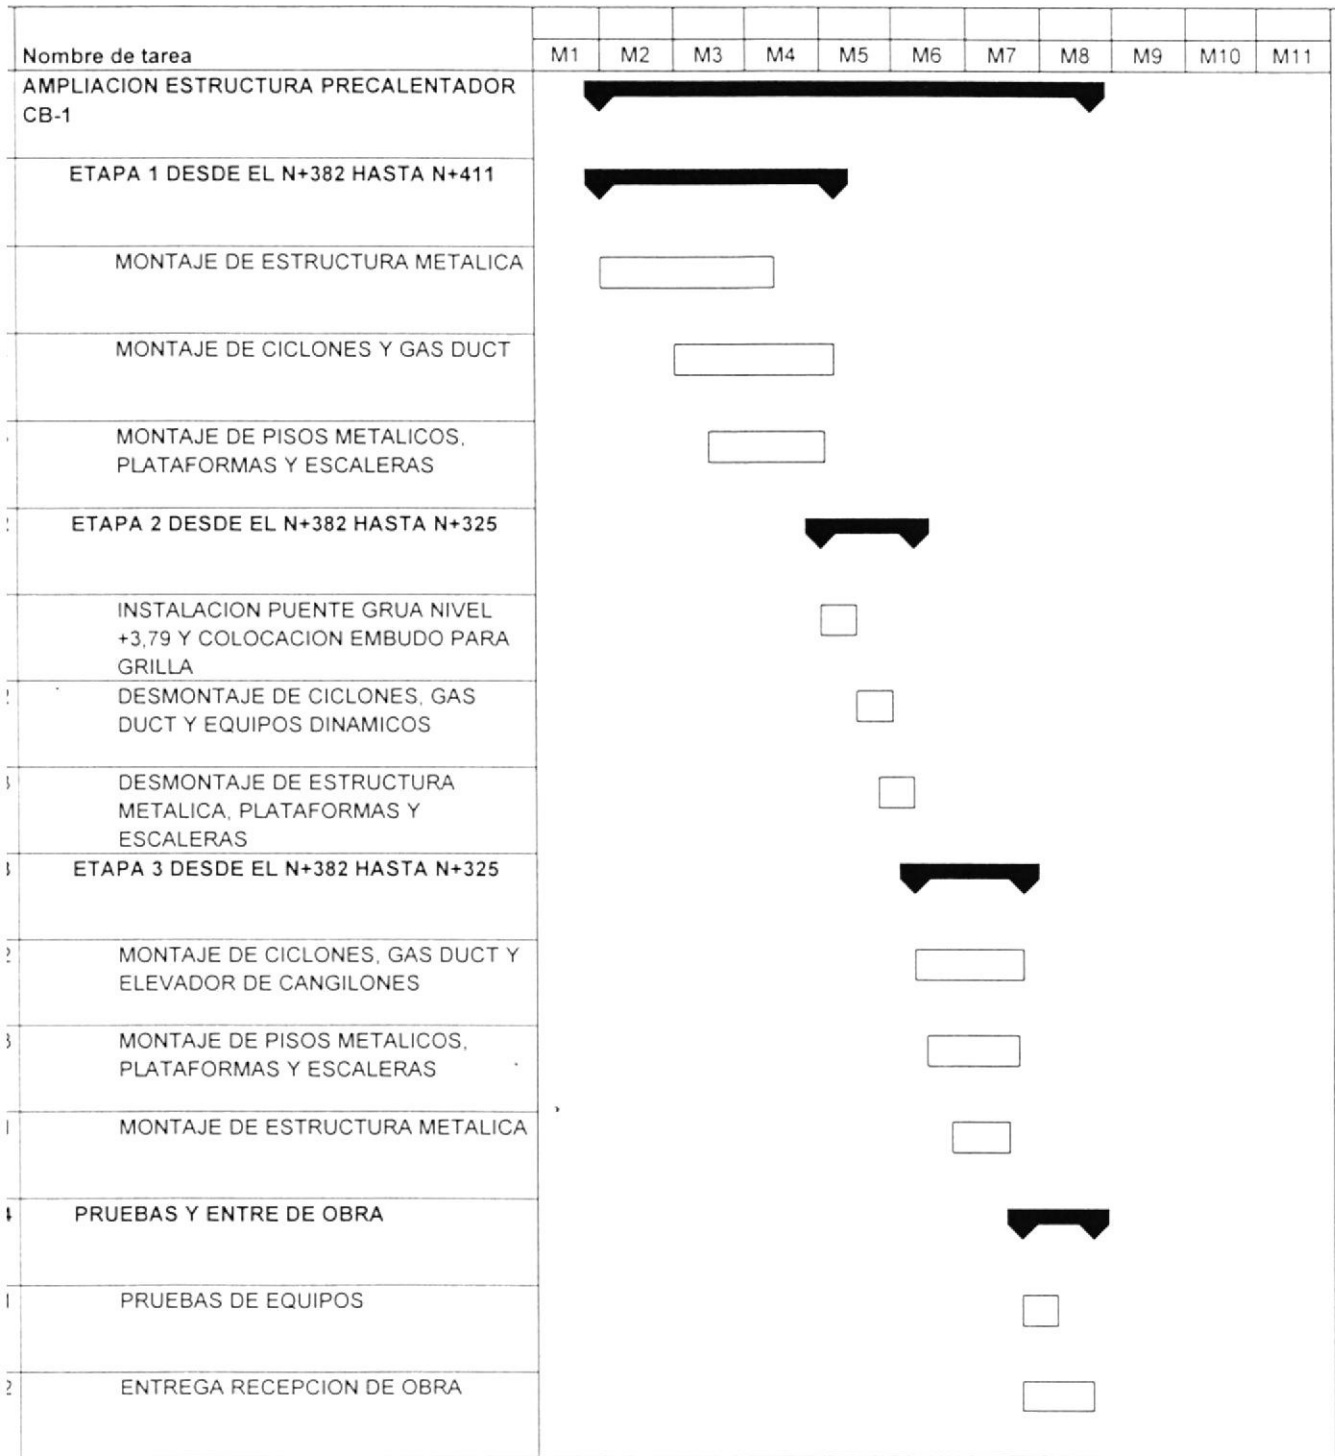 Nombre de tarea M1 M2 M3 M4 M5 M6 M7 M8 M9 M10 M11
AMPLIACION ESTRUCTURA PRECALENTADOR
CB-1
ETAPA 1 DESDE EL N+382 HASTA N+411
MONTAJE DE ESTRUCTURA METALICA
MONTAJE DE CICLONES Y GAS DUCT
MONTAJE DE PISOS METALICOS,
PLATAFORMAS Y ESCALERAS
ETAPA 2 DESDE EL N+382 HASTA N+325
INSTALACION PUENTE GRUA NIVEL
+3,79 Y COLOCACION EMBUDO PARA
GRILLA
DESMONTAJE DE CICLONES, GAS
DUCT Y EQUIPOS DINAMICOS
DESMONTAJE DE ESTRUCTURA
METALICA, PLATAFORMAS Y
ESCALERAS
ETAPA 3 DESDE EL N+382 HASTA N+325
MONTAJE DE CICLONES, GAS DUCT Y
ELEVADOR DE CANGILONES
MONTAJE DE PISOS METALICOS,
PLATAFORMAS Y ESCALERAS
MONTAJE DE ESTRUCTURA METALICA
PRUEBAS Y ENTRE DE OBRA
PRUEBAS DE EQUIPOS
ENTREGA RECEPCION DE OBRA